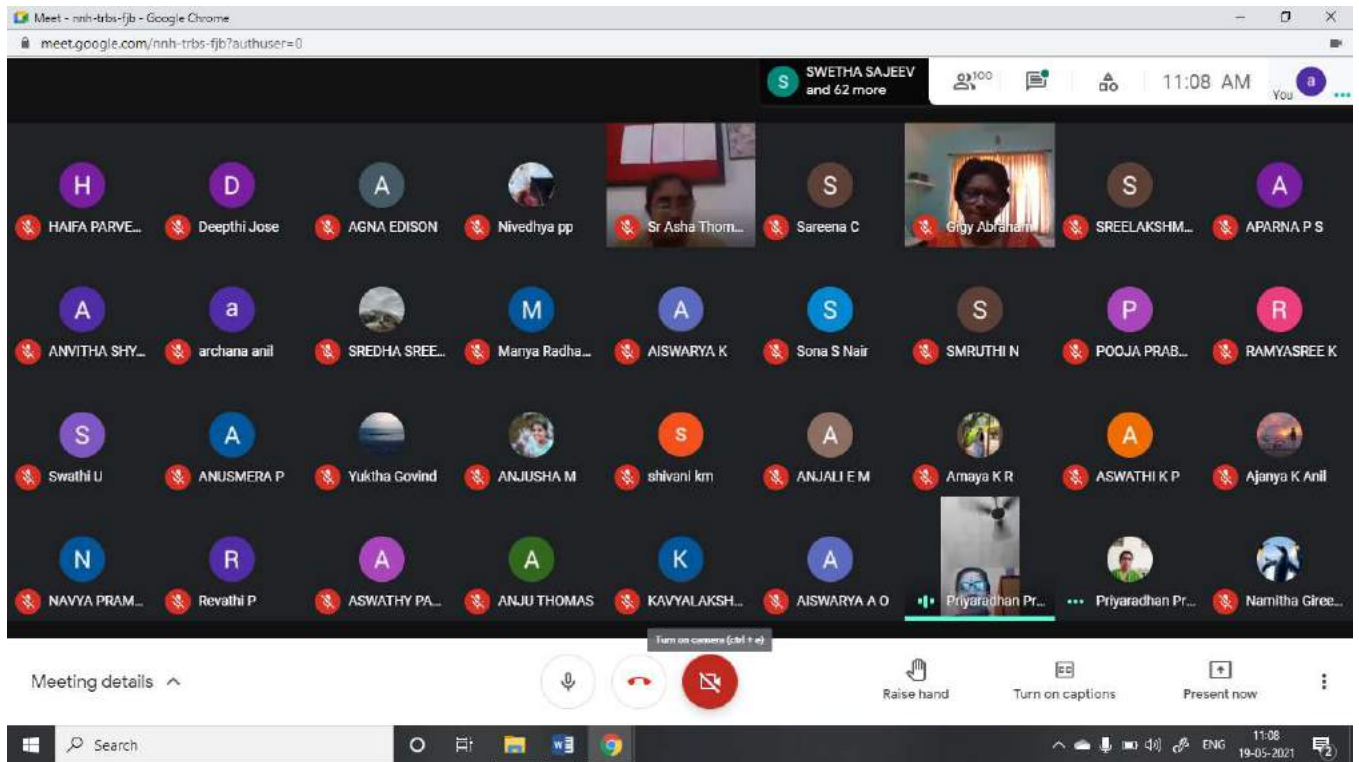 Meet - nnh-trbs-fjb - Google Chrome
meet.google.com/nnh-trbs-fjb?authuser=0
S SWETHA SAJEEV
and 62 more
100
11:08 AM
You
a
H D A S S A
HAIFA PARVE... Deepthi Jose AGNA EDISON Nivedhya pp Sr Asha Thom... Sareena C Gigy Abraham SREELAKSHM... APARNA P S
A a M A S S P R
ANVITHA SHY... archana anil SREDHA SREE... Manya Radha... AISWARYA K Sona S Nair SMRUTHI N POOJA PRAB... RAMYASREE K
S A s A A
Swathi U ANUSMERA P Yuktha Govind ANJUSHA M shivani km ANJALI E M Amaya K R ASWATHI K P Ajanya K Anil
N R A A K A
NAVYA PRAM... Revathi P ASWATHY PA... ANJU THOMAS KAVYALAKSH... AISWARYA A O Priyaradhan Pr... Priyaradhan Pr... Namitha Giree...
Turn on camera (ctrl + e)
Meeting details
Raise hand Turn on captions Present now
Search
ENG
11:08
19-05-2021
2